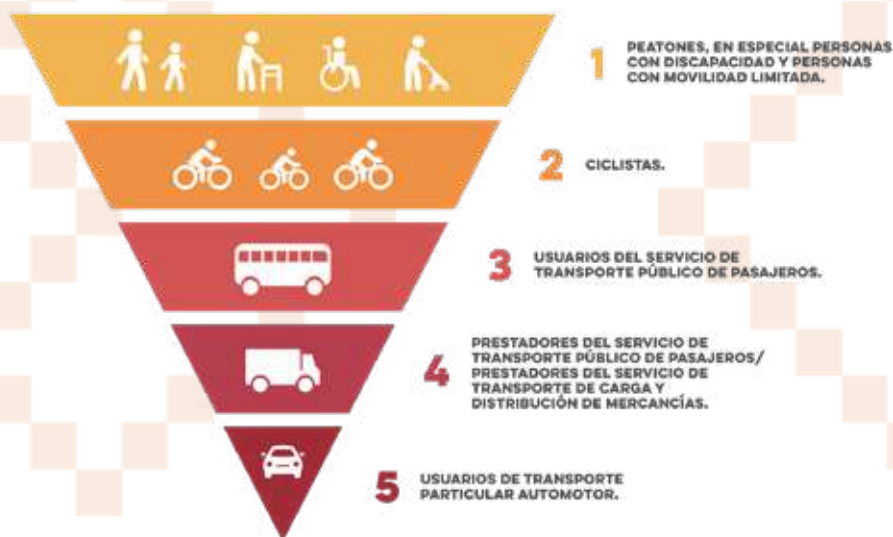 1
PEATONES, EN ESPECIAL PERSONAS
CON DISCAPACIDAD Y PERSONAS
CON MOVILIDAD LIMITADA.
2
CICLISTAS.
3
USUARIOS DEL SERVICIO DE
TRANSPORTE PÚBLICO DE PASAJEROS.
4
PRESTADORES DEL SERVICIO DE
TRANSPORTE PÚBLICO DE PASAJEROS/
PRESTADORES DEL SERVICIO DE
TRANSPORTE DE CARGA Y
DISTRIBUCIÓN DE MERCANCÍAS.
5
USUARIOS DE TRANSPORTE
PARTICULAR AUTOMOTOR.